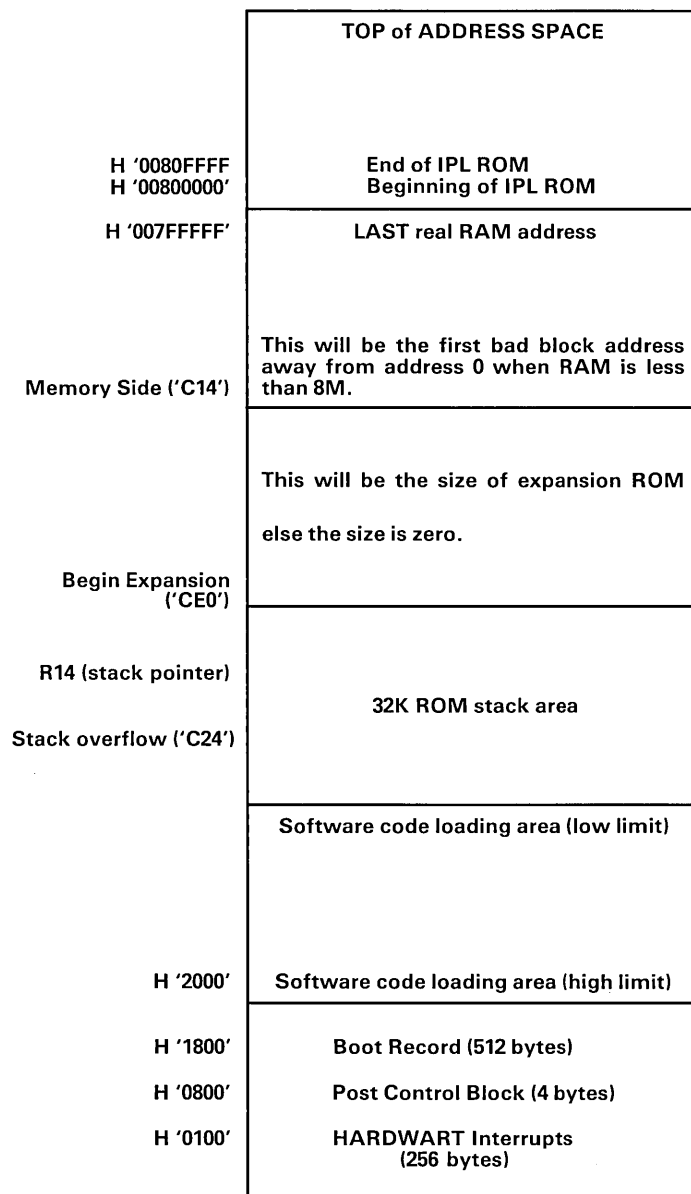 TOP of ADDRESS SPACE
H '0080FFFF End of IPL ROM
H '00800000' Beginning of IPL ROM
H '007FFFFF' LAST real RAM address
This will be the first bad block address
away from address 0 when RAM is less
Memory Side ('C14') than 8M.
This will be the size of expansion ROM
else the size is zero.
Begin Expansion
('CE0')
R14 (stack pointer)
32K ROM stack area
Stack overflow ('C24')
Software code loading area (low limit)
H '2000' Software code loading area (high limit)
H '1800' Boot Record (512 bytes)
H '0800' Post Control Block (4 bytes)
H '0100' HARDWART Interrupts
(256 bytes)